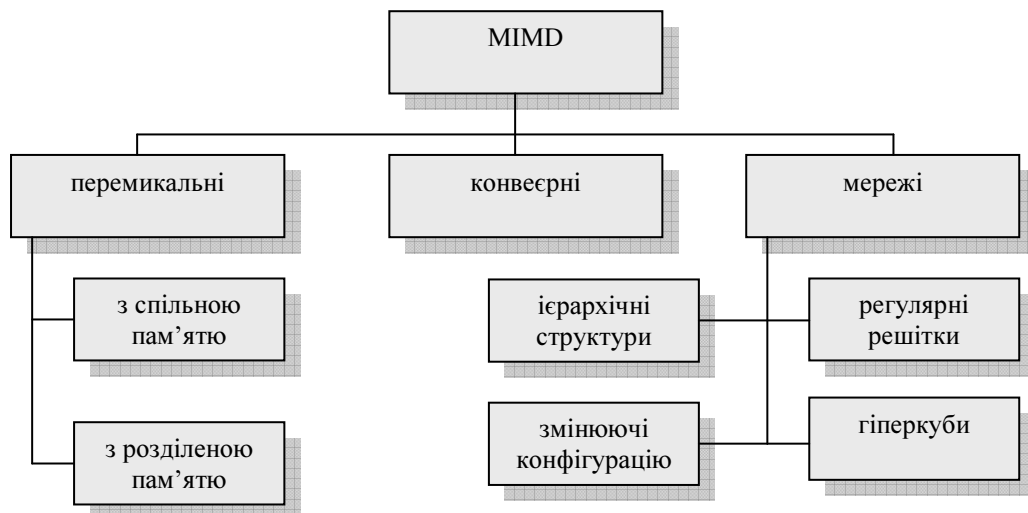 MIMD
перемикальні
конвеєрні
мережі
з спільною
пам’ятю
ієрархічні
структури
регулярні
решітки
з розділеною
пам’ятю
змінюючі
конфігурацію
гіперкуби